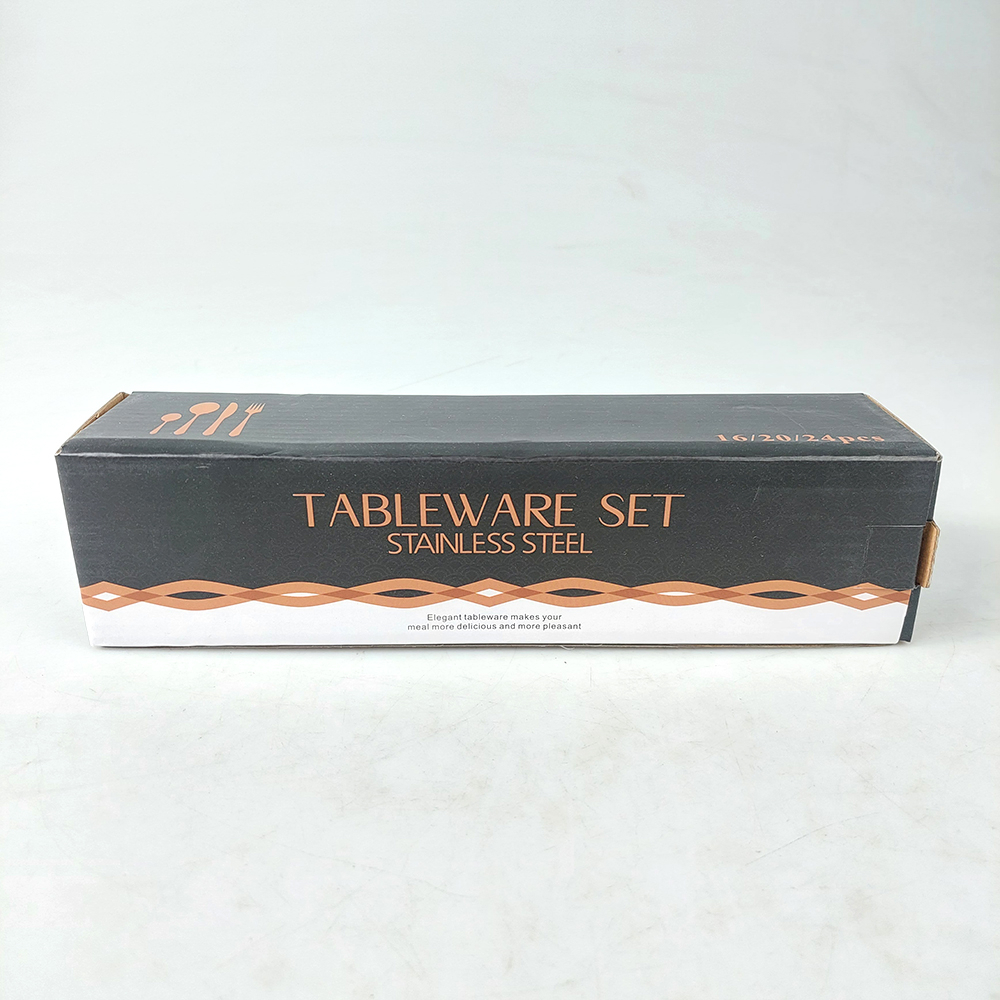 16/20/24pcs
TABLEWARE SET
STAINLESS STEEL
Elegant tableware makes your
meal more delicious and more pleasant